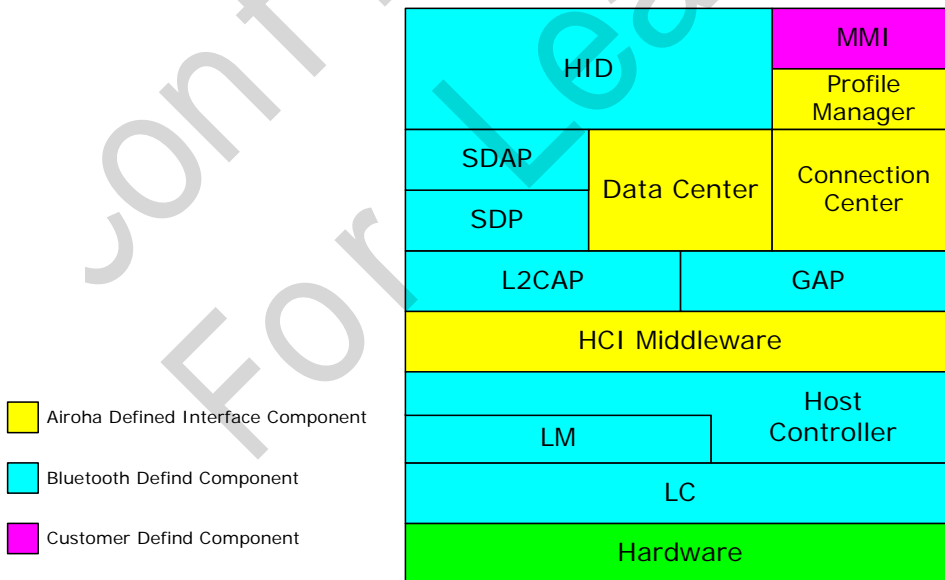 HID
MMI
Profile
Manager
SDAP
Data Center
Connection
Center
SDP
L2CAP
GAP
HCI Middleware
Host
Controller
LM
LC
Hardware
Airoha Defined Interface Component
Bluetooth Defind Component
Customer Defind Component
For